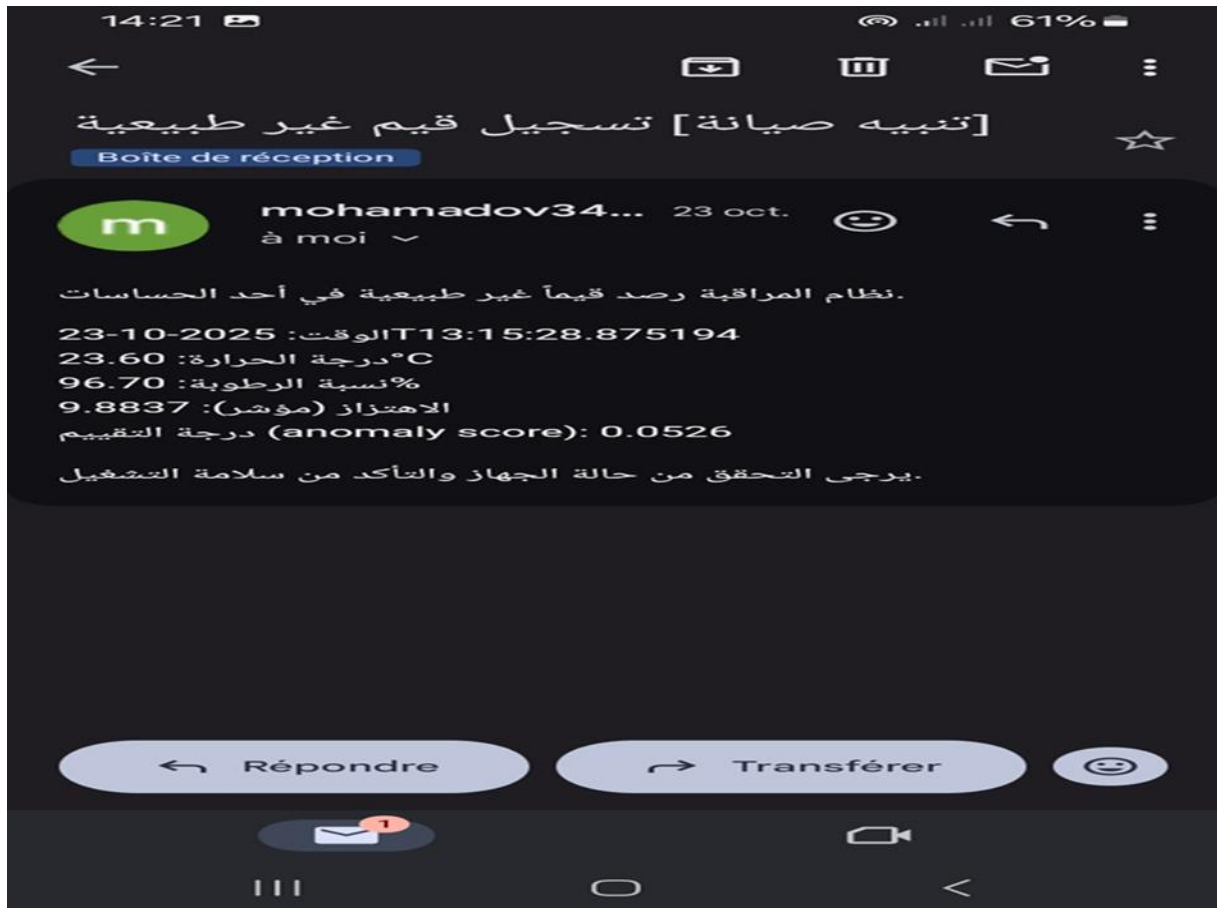 14:21
61%
[تنبيه صيانة] تسجيل قيم غير طبيعية
Boîte de réception
m
mohamadov34... 23 oct.
à moi
نظام المراقبة رصد قيماً غير طبيعية في أحد الحساسات.
الوقت: 2025-10-23T13:15:28.875194
درجة الحرارة: 23.60°C
نسبة الرطوبة: 96.70%
الاهتزاز (مؤشر): 9.8837
درجة التقييم (anomaly score): 0.0526
يرجى التحقق من حالة الجهاز والتأكد من سلامة التشغيل.
Répondre
Transférer
1